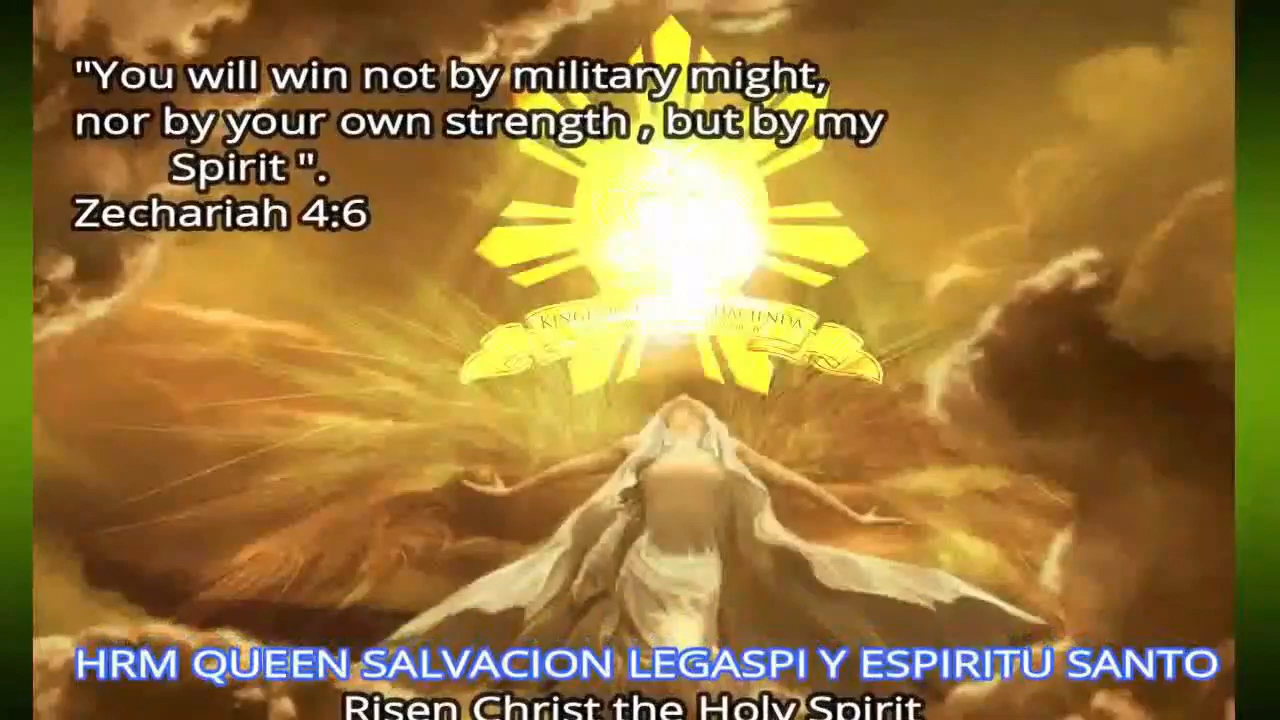 "You will win not by military might,
nor by your own strength , but by my
Spirit ".
Zechariah 4:6
HACIENDA
HRM QUEEN SALVACION LEGASPI Y ESPIRITU SANTO
Risen Christ the Holy Spirit